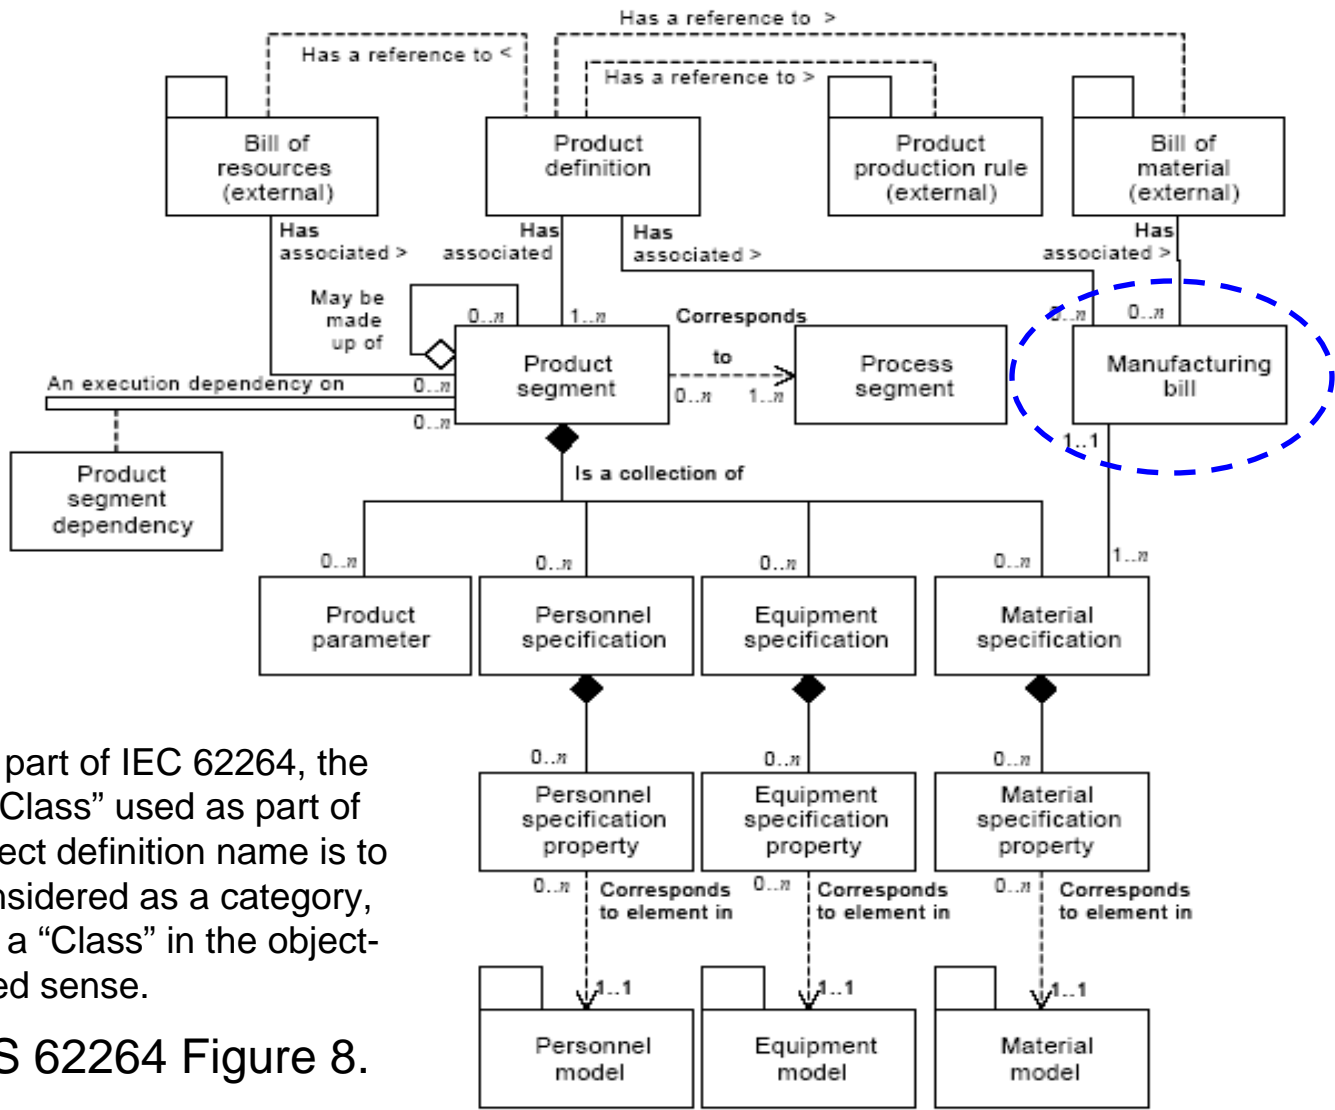 Has a reference to >
Has a reference to <
Has a reference to >
Bill of
resources
(external)
Product
definition
Product
production rule
(external)
Bill of
material
(external)
Has
associated >
Has
associated
Has
associated >
Has
associated >
May be
made
up of
0..n
1..n
Corresponds
to
0..n
0..n
Product
segment
0..n
1..n
Process
segment
Manufacturing
bill
An execution dependency on
0..n
0..n
1..1
Product
segment
dependency
Is a collection of
0..n
0..n
0..n
0..n
1..n
Product
parameter
Personnel
specification
Equipment
specification
Material
specification
0..n
0..n
0..n
Personnel
specification
property
Equipment
specification
property
Material
specification
property
0..n
Corresponds
to element in
0..n
Corresponds
to element in
0..n
Corresponds
to element in
1..1
1..1
1..1
Personnel
model
Equipment
model
Material
model
part of IEC 62264, the
Class” used as part of
ect definition name is to
nsidered as a category,
a “Class” in the object-
ed sense.
S 62264 Figure 8.